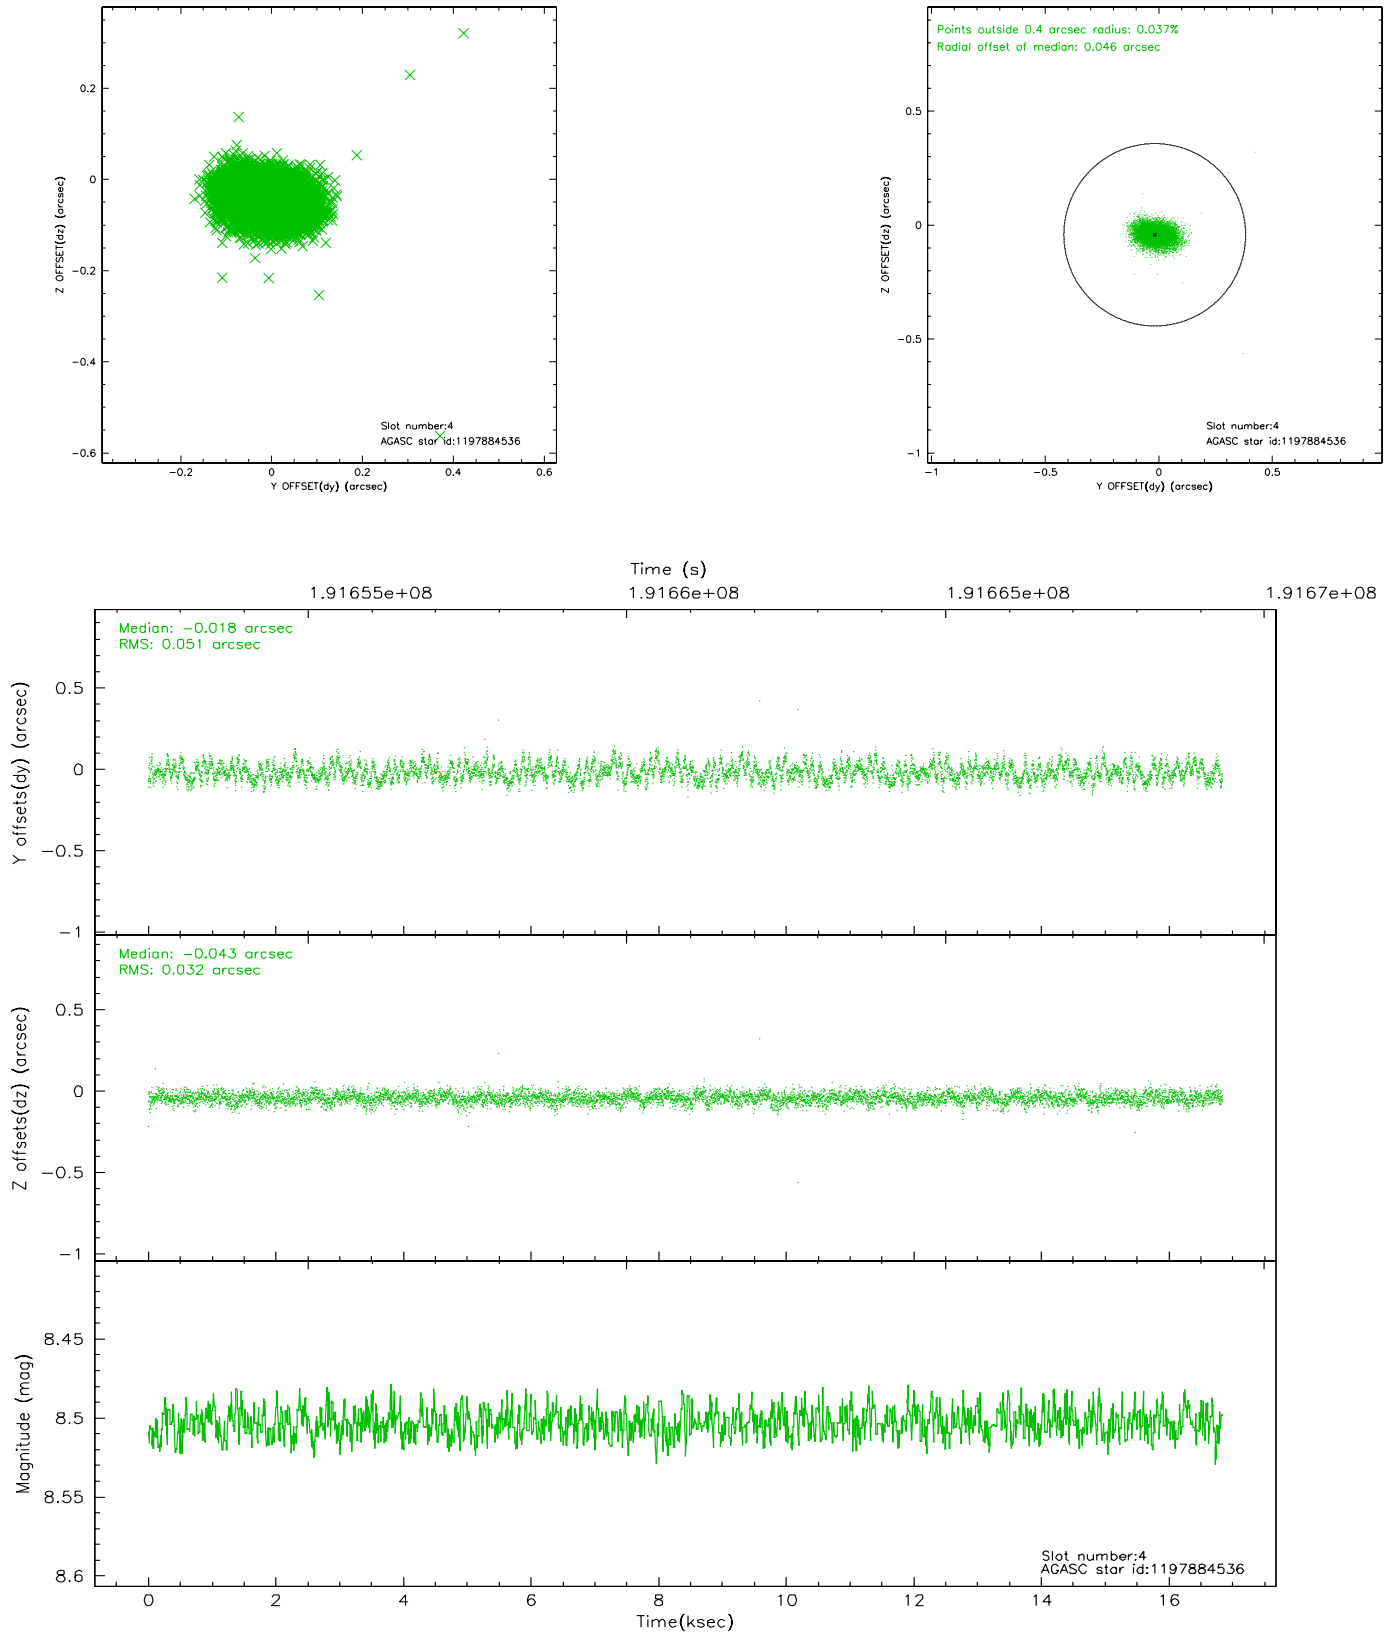 0.2
0
−0.2
−0.4
−0.6
Z OFFSET(dz) (arcsec)
−0.2
0
0.2
0.4
0.6
Y OFFSET(dy) (arcsec)
Slot number:4
AGASC star id:1197884536
Points outside 0.4 arcsec radius: 0.037%
Radial offset of median: 0.046 arcsec
0.5
0
−0.5
−1
Z OFFSET(dz) (arcsec)
−1
−0.5
0
0.5
Y OFFSET(dy) (arcsec)
Slot number:4
AGASC star id:1197884536
Time (s)
1.91655e+08
1.9166e+08
1.91665e+08
1.9167e+08
Median: −0.018 arcsec
RMS: 0.051 arcsec
0.5
0
−0.5
−1
Y offsets(dy) (arcsec)
Median: −0.043 arcsec
RMS: 0.032 arcsec
0.5
0
−0.5
−1
Z offsets(dz) (arcsec)
8.45
8.5
8.55
8.6
Magnitude (mag)
Slot number:4
AGASC star id:1197884536
0
2
4
6
8
10
12
14
16
Time(ksec)